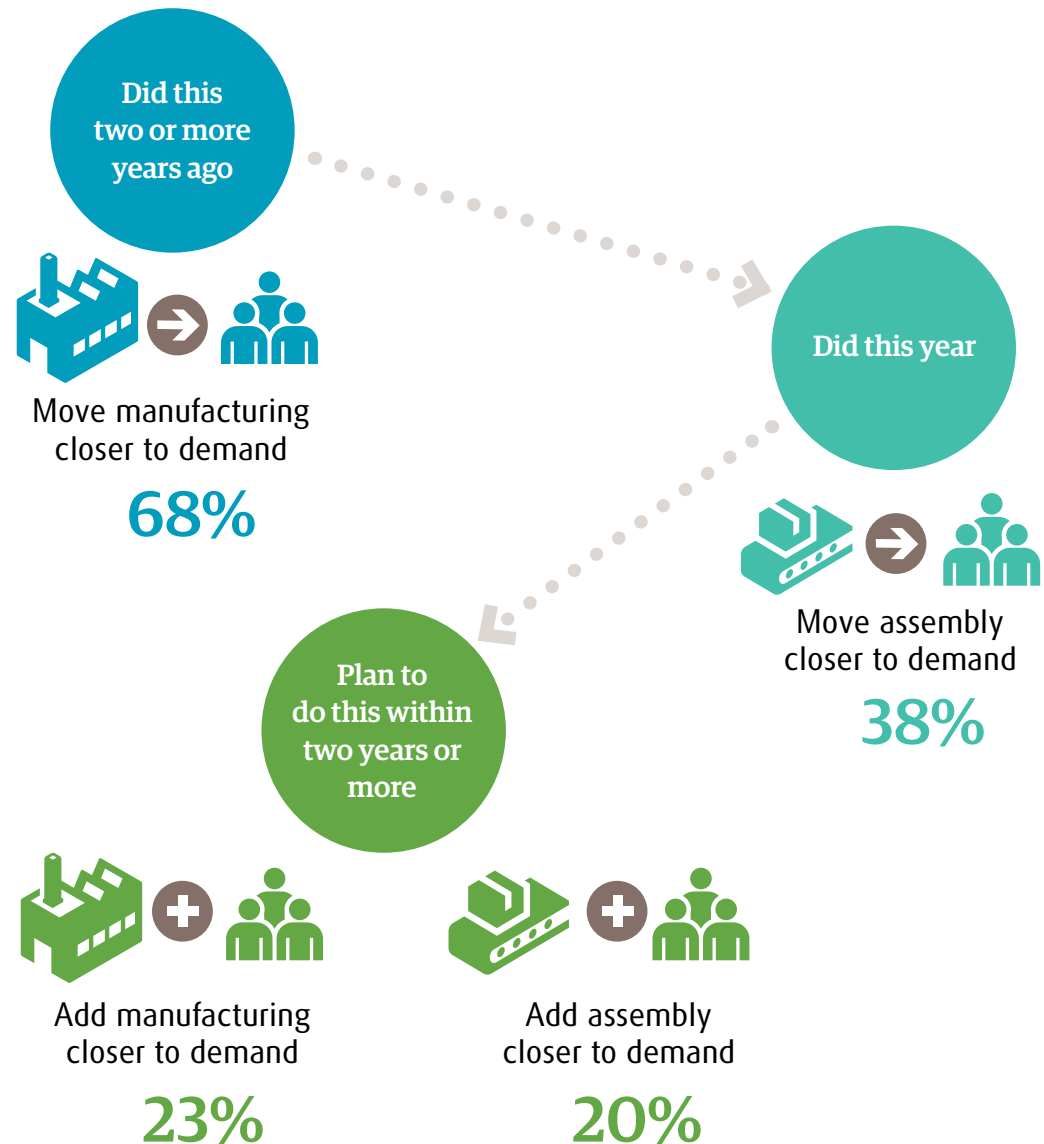 Did this
two or more
years ago
Move manufacturing
closer to demand
68%
Did this year
Move assembly
closer to demand
38%
Plan to
do this within
two years or
more
Add manufacturing
closer to demand
23%
Add assembly
closer to demand
20%